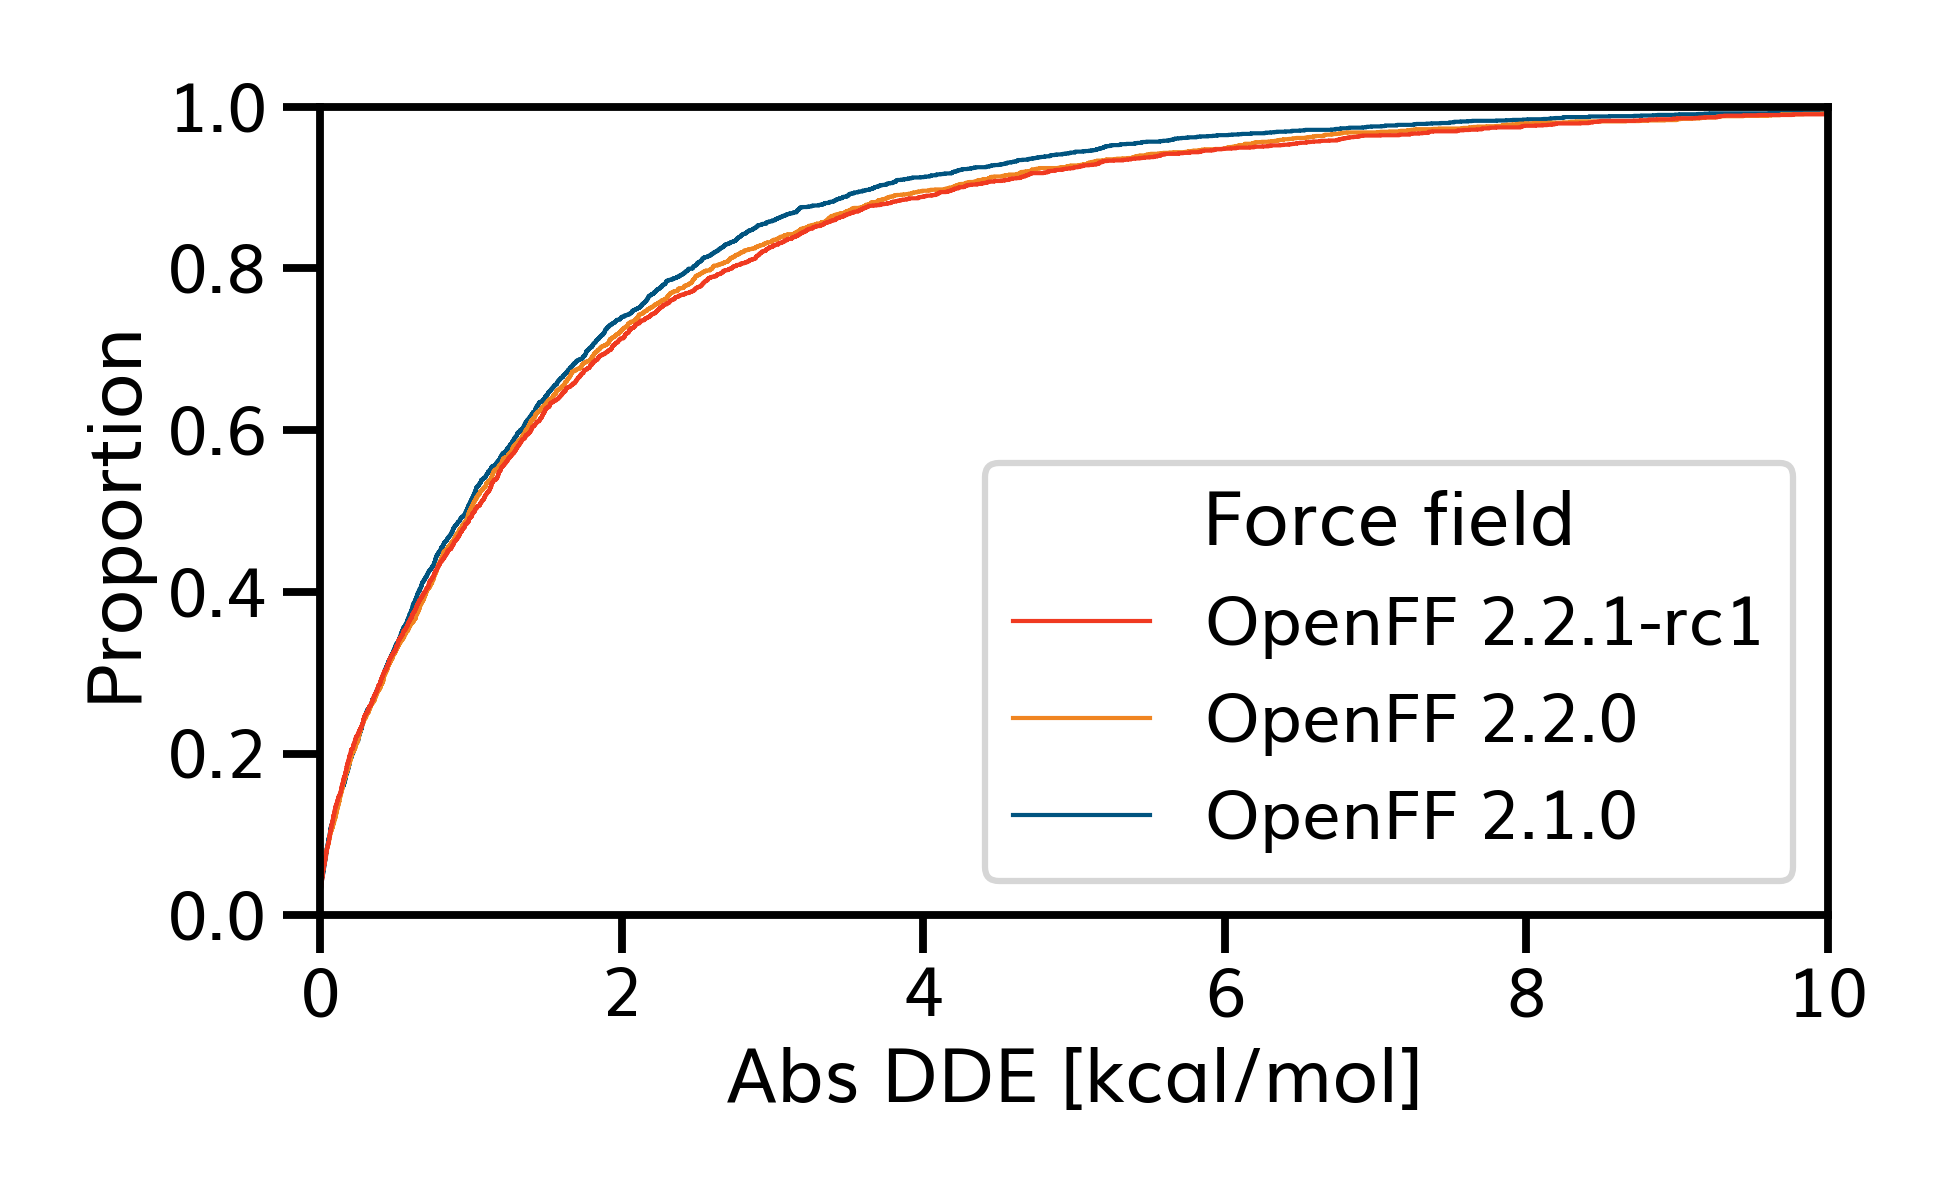 1.0
0.8
0.6
0.4
0.2
0.0
Proportion
0 2 4 6 8 10
Abs DDE [kcal/mol]
Force field
OpenFF 2.2.1-rc1
OpenFF 2.2.0
OpenFF 2.1.0